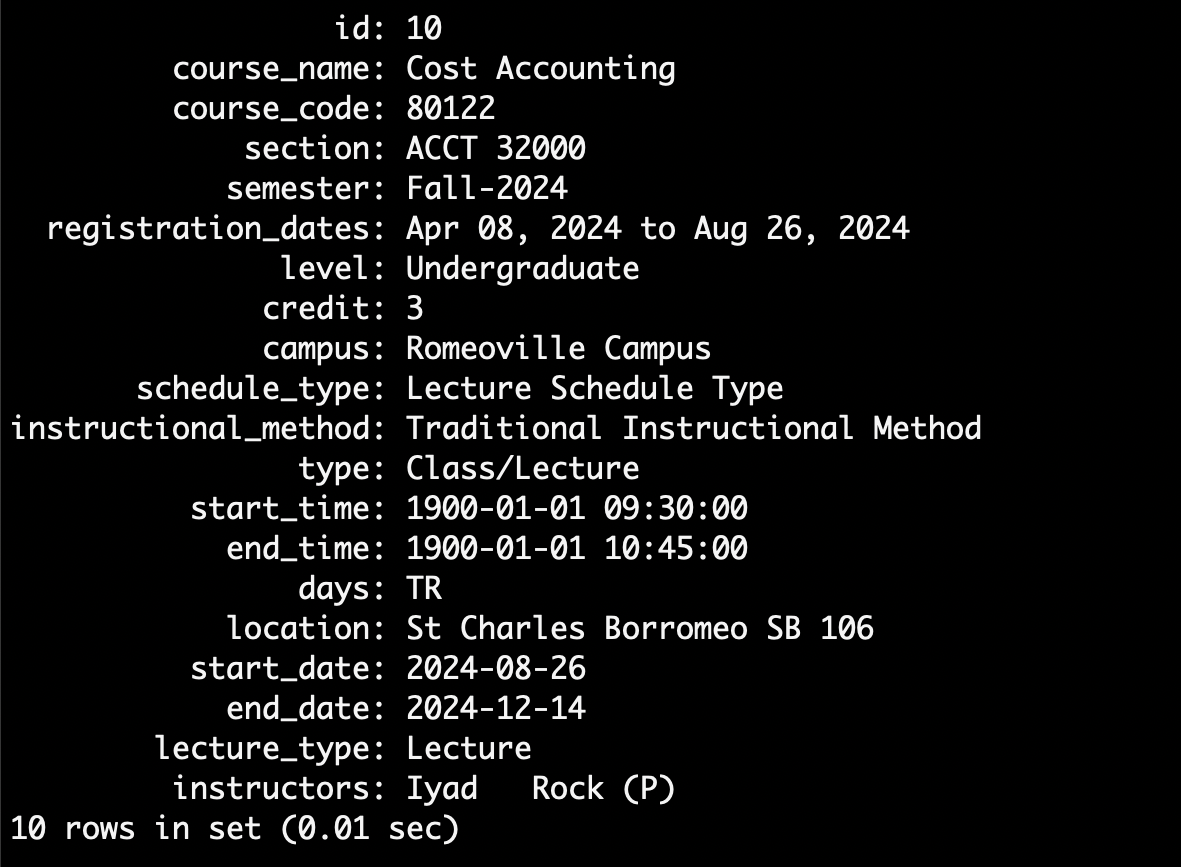 id: 10
course_name: Cost Accounting
course_code: 80122
section: ACCT 32000
semester: Fall-2024
registration_dates: Apr 08, 2024 to Aug 26, 2024
level: Undergraduate
credit: 3
campus: Romeoville Campus
schedule_type: Lecture Schedule Type
instructional_method: Traditional Instructional Method
type: Class/Lecture
start_time: 1900-01-01 09:30:00
end_time: 1900-01-01 10:45:00
days: TR
location: St Charles Borromeo SB 106
start_date: 2024-08-26
end_date: 2024-12-14
lecture_type: Lecture
instructors: Iyad   Rock (P)
10 rows in set (0.01 sec)